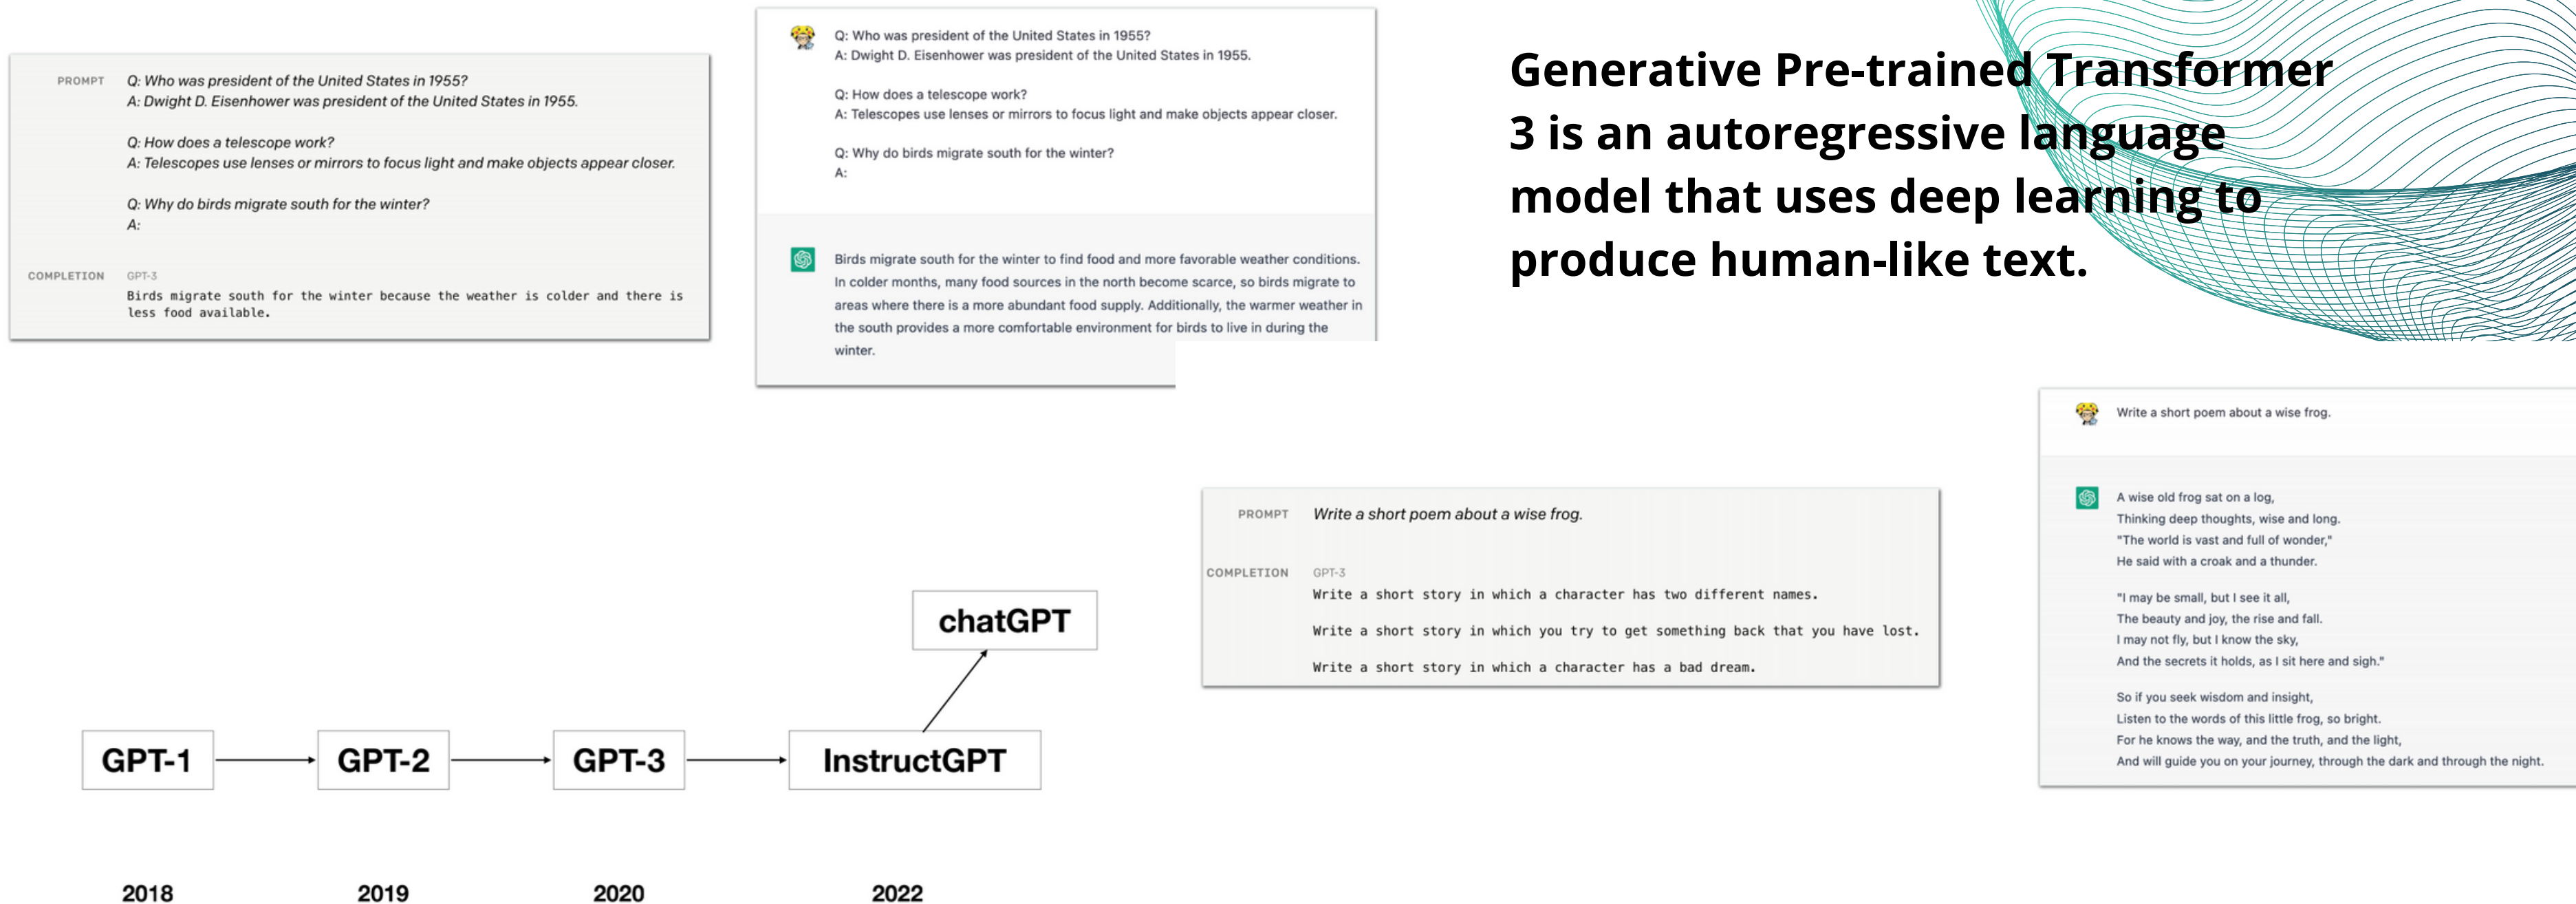 PROMPT
Q: Who was president of the United States in 1955?
A: Dwight D. Eisenhower was president of the United States in 1955.
Q: How does a telescope work?
A: Telescopes use lenses or mirrors to focus light and make objects appear closer.
Q: Why do birds migrate south for the winter?
A:
COMPLETION
GPT-3
Birds migrate south for the winter because the weather is colder and there is
less food available.
Q: Who was president of the United States in 1955?
A: Dwight D. Eisenhower was president of the United States in 1955.
Q: How does a telescope work?
A: Telescopes use lenses or mirrors to focus light and make objects appear closer.
Q: Why do birds migrate south for the winter?
A:
Birds migrate south for the winter to find food and more favorable weather conditions.
In colder months, many food sources in the north become scarce, so birds migrate to
areas where there is a more abundant food supply. Additionally, the warmer weather in
the south provides a more comfortable environment for birds to live in during the
winter.
Generative Pre-trained Transformer
3 is an autoregressive language
model that uses deep learning to
produce human-like text.
chatGPT
GPT-1
GPT-2
GPT-3
InstructGPT
2018
2019
2020
2022
PROMPT
Write a short poem about a wise frog.
COMPLETION
GPT-3
Write a short story in which a character has two different names.
Write a short story in which you try to get something back that you have lost.
Write a short story in which a character has a bad dream.
Write a short poem about a wise frog.
A wise old frog sat on a log,
Thinking deep thoughts, wise and long.
"The world is vast and full of wonder,"
He said with a croak and a thunder.
"I may be small, but I see it all,
The beauty and joy, the rise and fall.
I may not fly, but I know the sky,
And the secrets it holds, as I sit here and sigh."
So if you seek wisdom and insight,
Listen to the words of this little frog, so bright.
For he knows the way, and the truth, and the light,
And will guide you on your journey, through the dark and through the night.